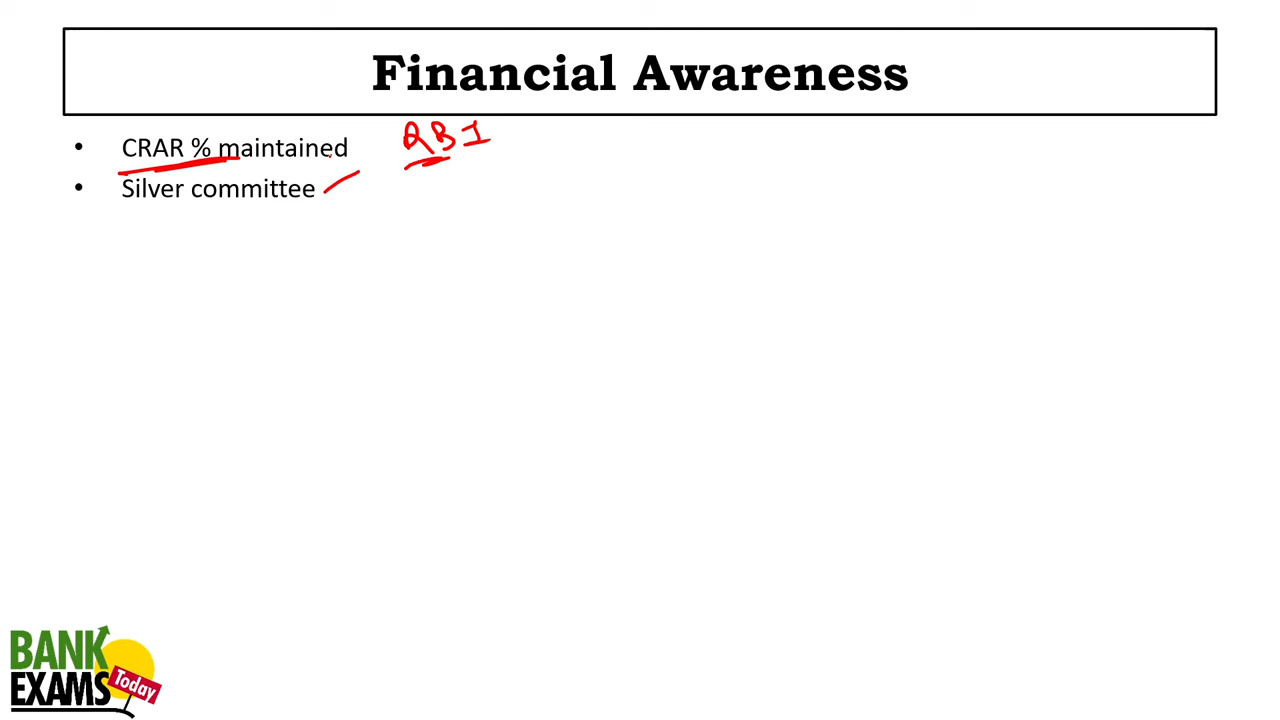 Financial Awareness
• CRAR % maintained RBI
• Silver committee
BANK
EXAMS Today